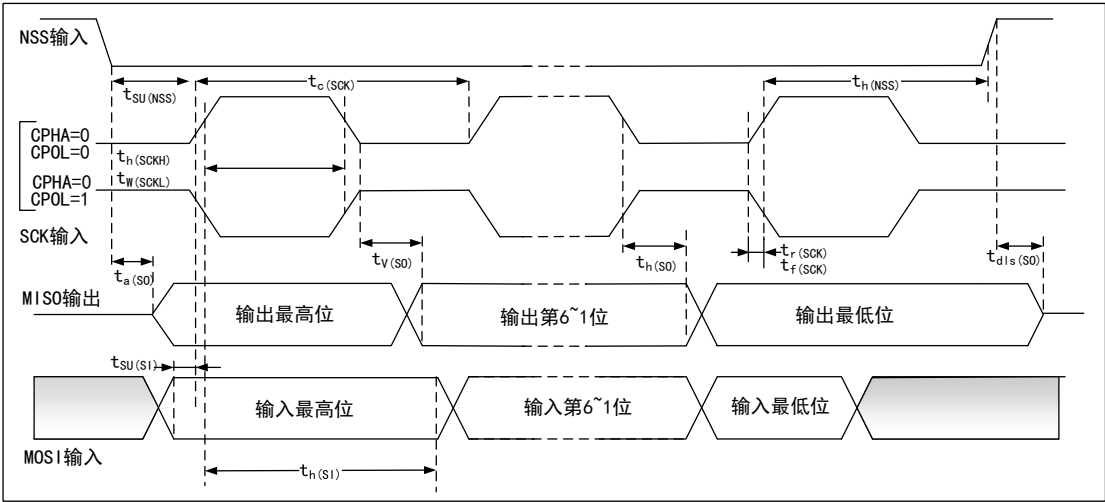 NSS输入
tSU(NSS)
tc(SCK)
th(NSS)
CPHA=0
CPOL=0
th(SCKH)
tW(SCKL)
CPHA=0
CPOL=1
SCK输入
ta(SO)
tV(SO)
th(SO)
tr(SCK)
tf(SCK)
tdls(SO)
MISO输出
输出最高位
输出第6~1位
输出最低位
tSU(SI)
输入最高位
输入第6~1位
输入最低位
MOSI输入
th(SI)